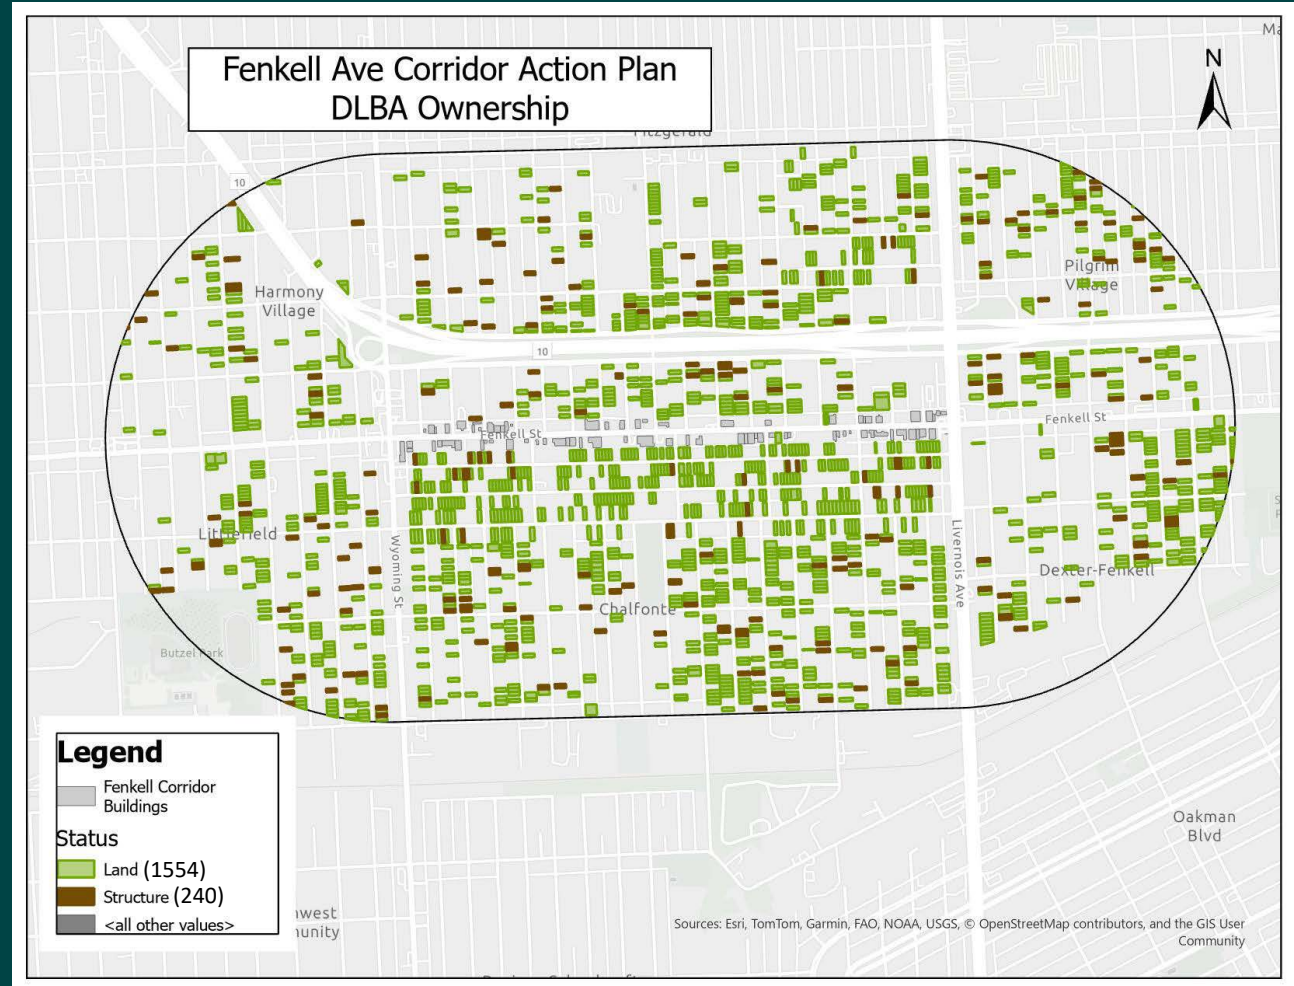 Fenkell Ave Corridor Action Plan
DLBA Ownership
N
Fitzgerald
10
Harmony
Village
Pilgrim
Village
10
Fenkell St
Fenkell St
Littlefield
Wyoming St
Livernois Ave
Dexter-Fenkell
Chalfonte
Butzel Park
Legend
Fenkell Corridor
Buildings
Status
Land (1554)
Structure (240)
<all other values>
Oakman
Blvd
Sources: Esri, TomTom, Garmin, FAO, NOAA, USGS, © OpenStreetMap contributors, and the GIS User
Community